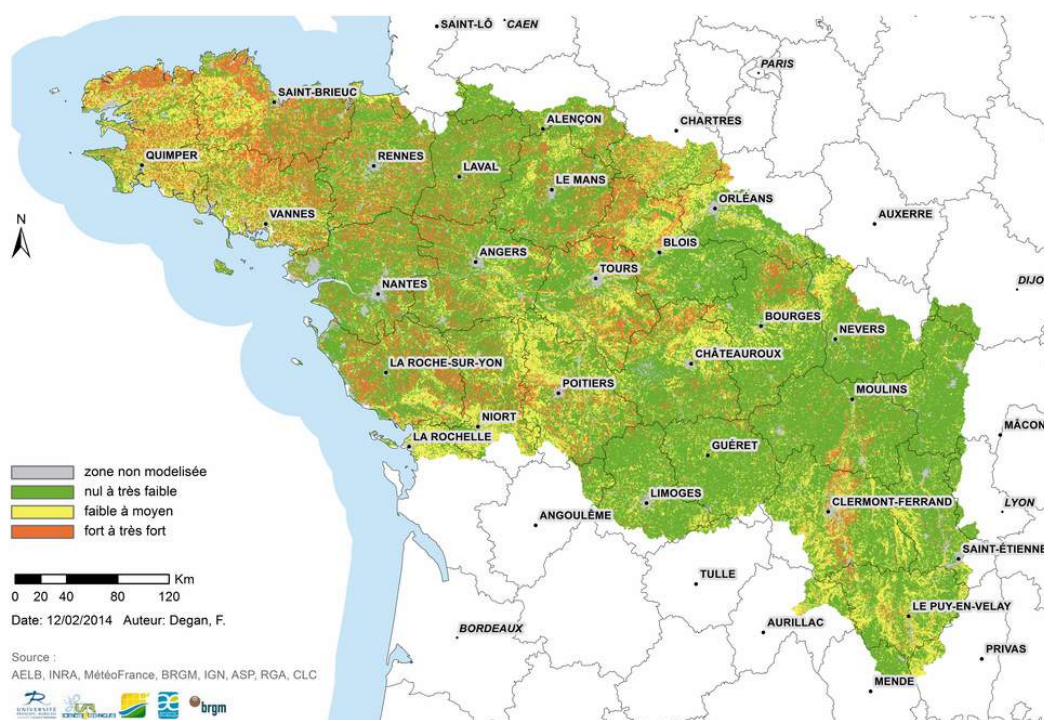 SAINT-LÔ
CAEN
PARIS
SAINT-BRIEUC
ALENÇON
CHARTRES
QUIMPER
RENNES
LAVAL
LE MANS
ORLÉANS
AUXERRE
VANNES
N
ANGERS
BLOIS
TOURS
DIJO
NANTES
BOURGES
NEVERS
CHÂTEAUROUX
LA ROCHE-SUR-YON
POITIERS
MOULINS
NIORT
MÂCON
LA ROCHELLE
GUÉRET
zone non modelisée
nul à très faible
LIMOGES
CLERMONT-FERRAND
LYON
faible à moyen
ANGOULÊME
fort à très fort
SAINT-ÉTIENNE
Km
TULLE
0 20 40 80 120
LE PUY-EN-VELAY
Date: 12/02/2014 Auteur: Degan, F.
BORDEAUX
AURILLAC
PRIVAS
Source :
AELB, INRA, MétéoFrance, BRGM, IGN, ASP, RGA, CLC
MENDE
UNIVERSITÉ
brgm